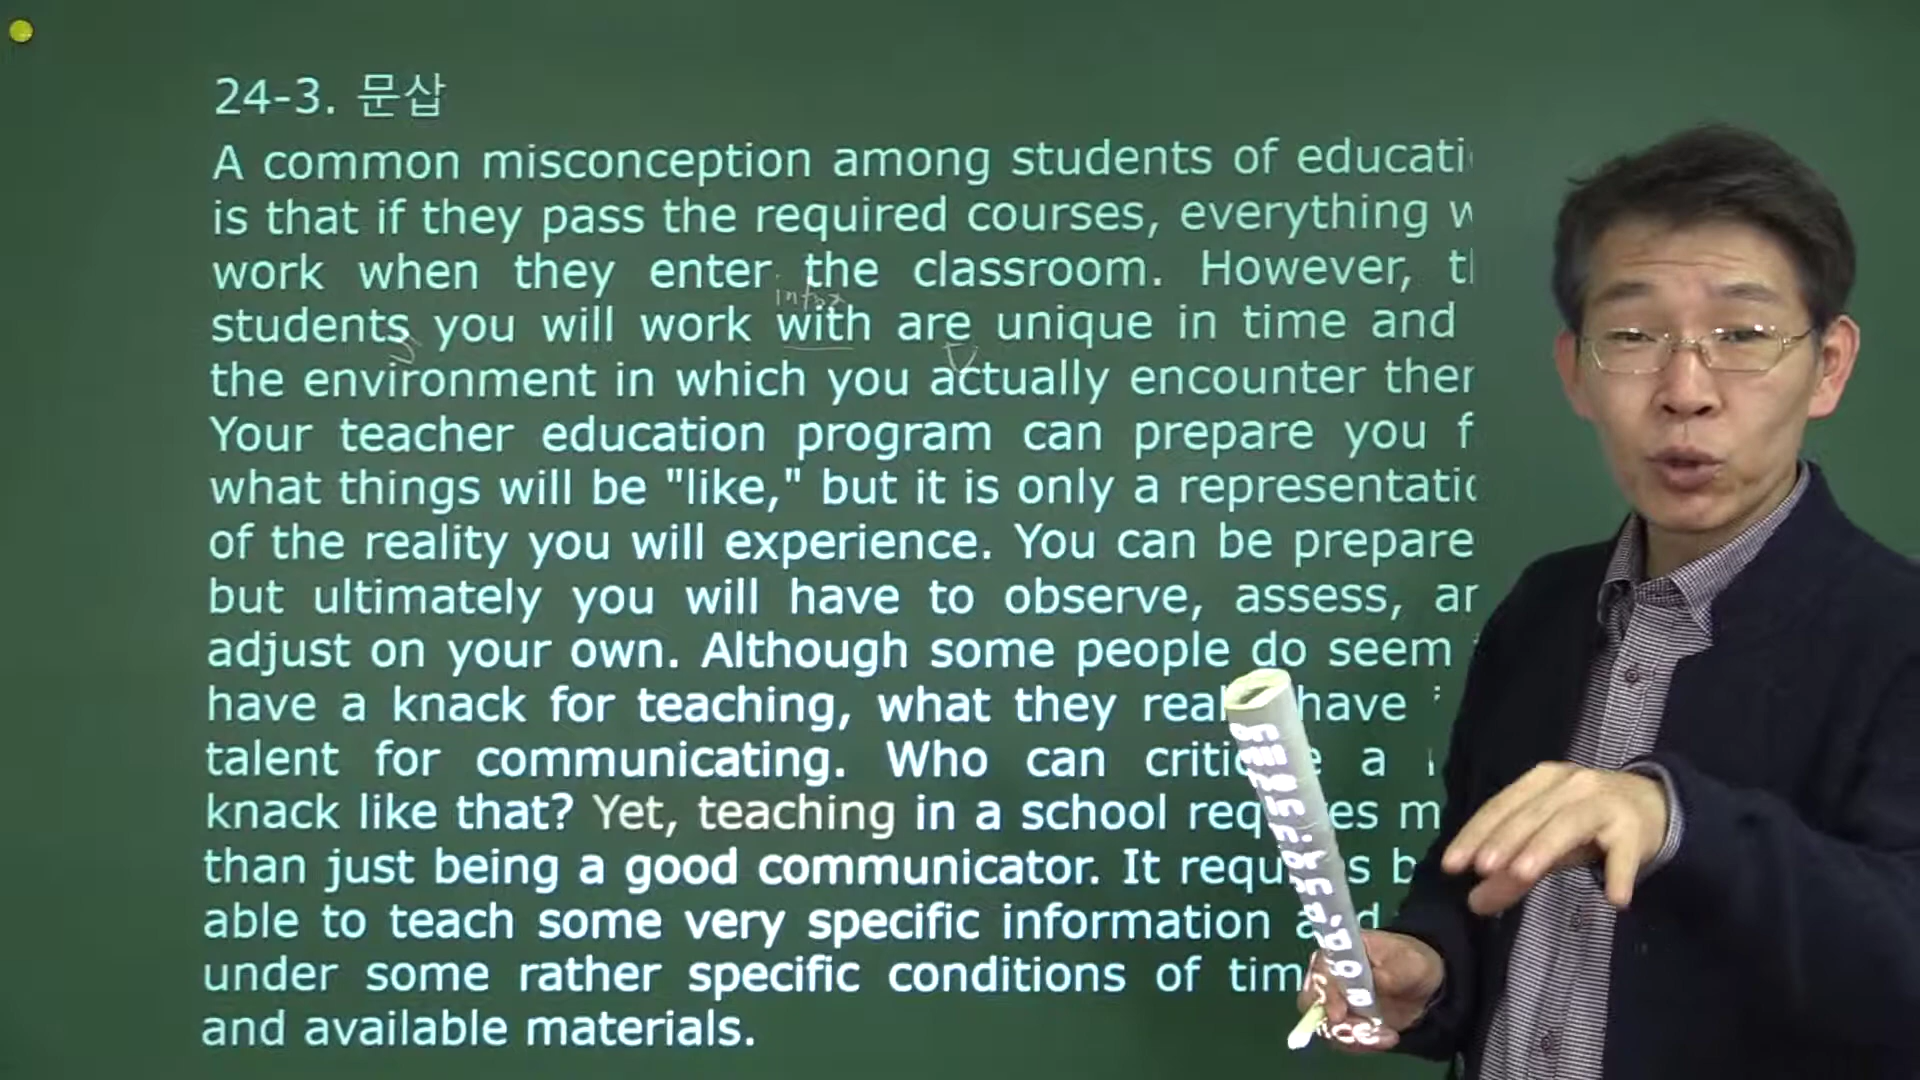 24-3. 문삽
A common misconception among students of educati
is that if they pass the required courses, everything w
work when they enter the classroom. However, t
students you will work with are unique in time and
the environment in which you actually encounter the
Your teacher education program can prepare you f
what things will be "like," but it is only a representati
of the reality you will experience. You can be prepare
but ultimately you will have to observe, assess, a
adjust on your own. Although some people do seem
have a knack for teaching, what they real have
talent for communicating. Who can criti e a
knack like that? Yet, teaching in a school req es m
than just being a good communicator. It requ s b
able to teach some very specific information a d
under some rather specific conditions of tim
and available materials.